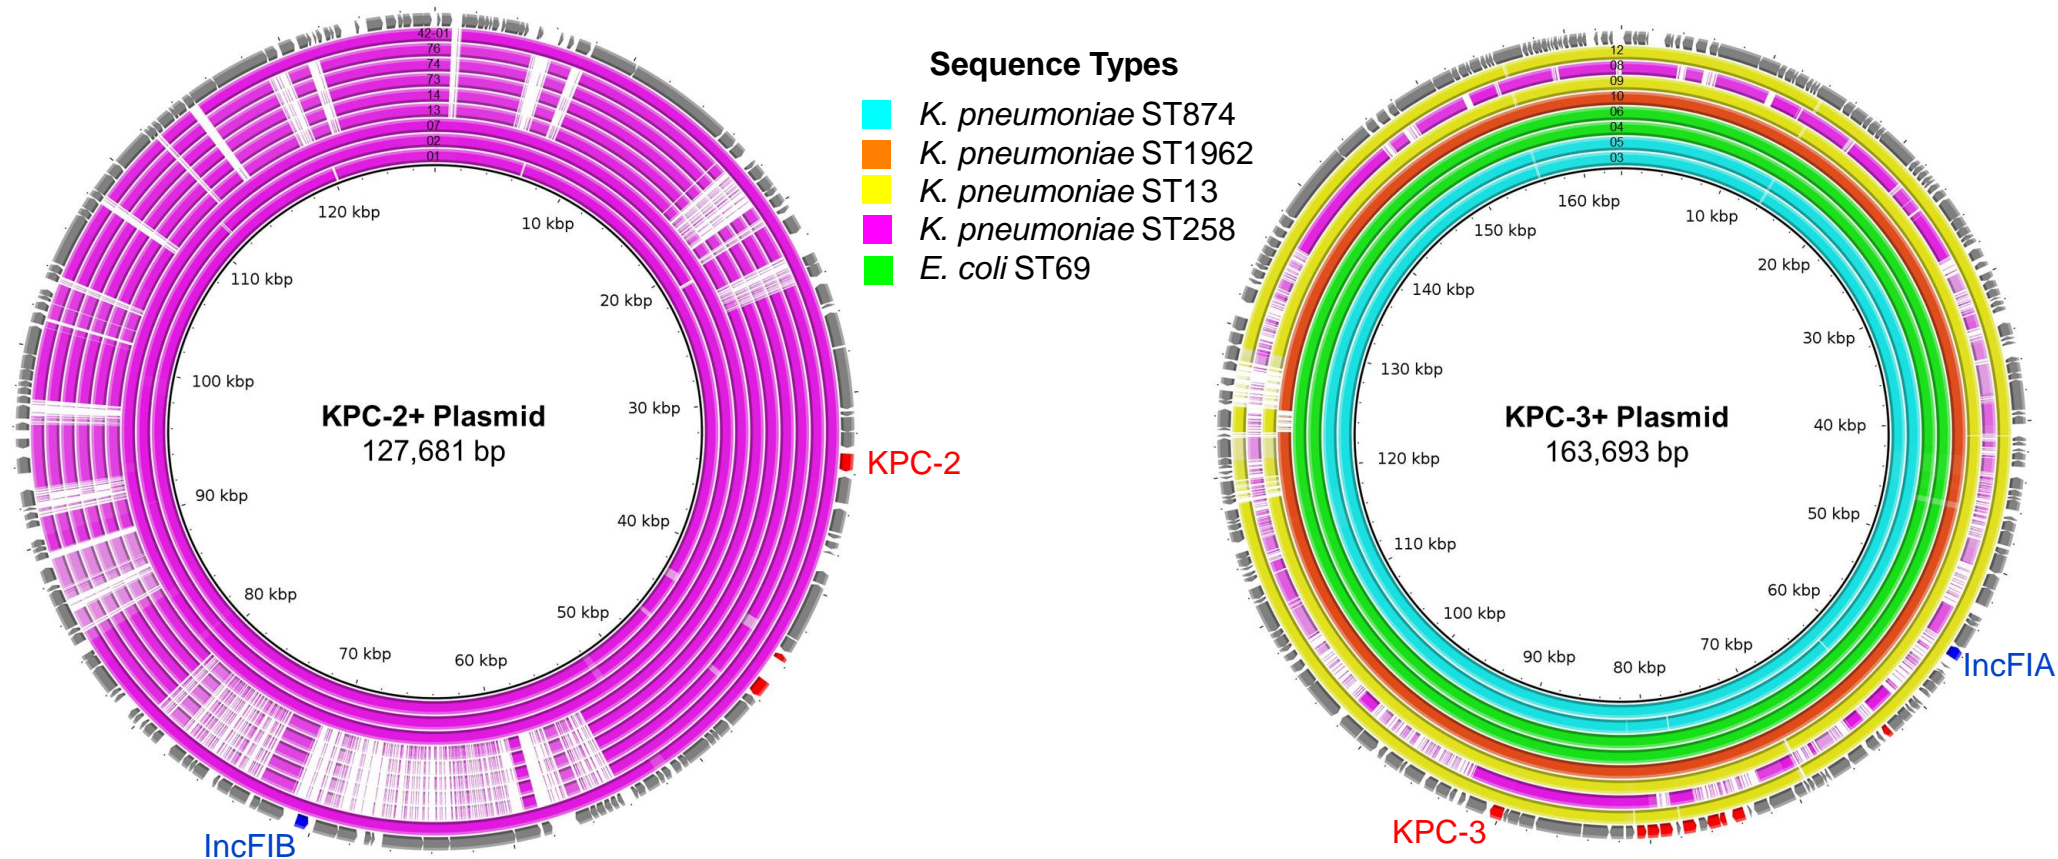 42-01
76
74
73
14
13
07
02
01
120 kbp
10 kbp
110 kbp
20 kbp
100 kbp
30 kbp
KPC-2+ Plasmid
127,681 bp
90 kbp
40 kbp
80 kbp
50 kbp
70 kbp
60 kbp
KPC-2
IncFIB
Sequence Types
K. pneumoniae ST874
K. pneumoniae ST1962
K. pneumoniae ST13
K. pneumoniae ST258
E. coli ST69
12
08
09
10
06
04
05
03
160 kbp
10 kbp
150 kbp
20 kbp
140 kbp
30 kbp
130 kbp
40 kbp
KPC-3+ Plasmid
163,693 bp
120 kbp
50 kbp
110 kbp
60 kbp
100 kbp
70 kbp
90 kbp
80 kbp
IncFIA
KPC-3